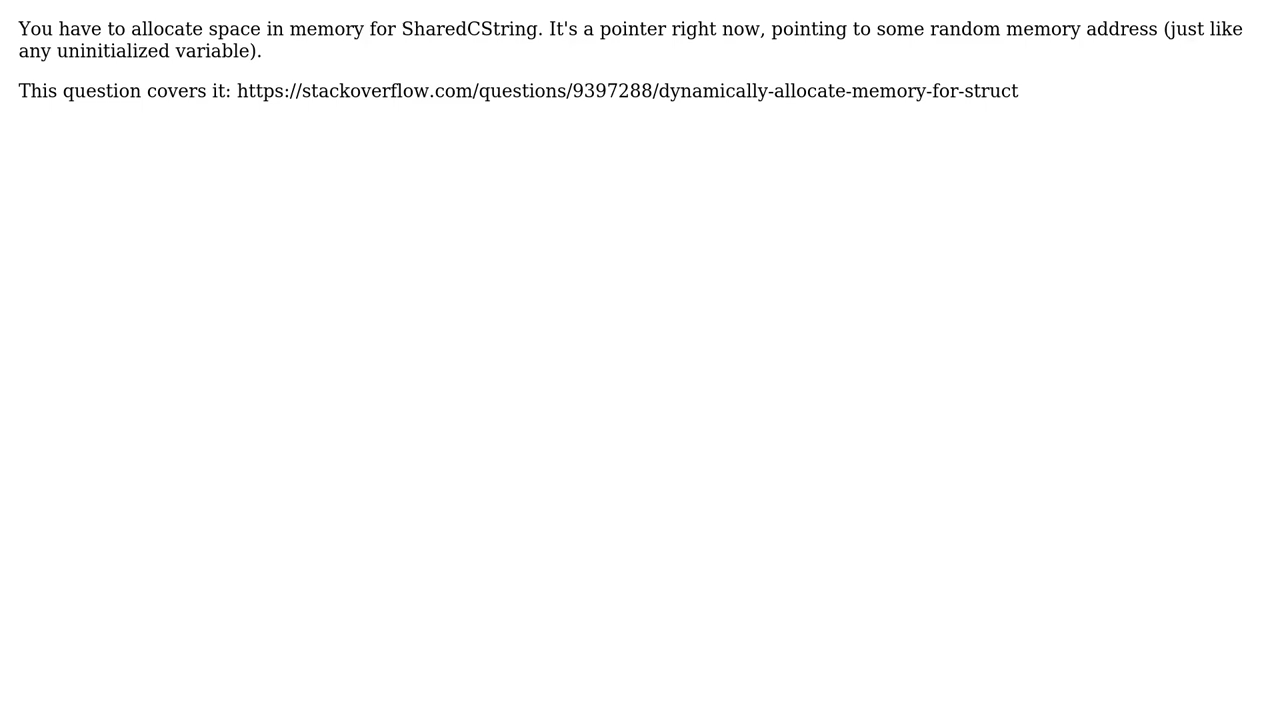 You have to allocate space in memory for SharedCString. It's a pointer right now, pointing to some random memory address (just like
any uninitialized variable).
This question covers it: https://stackoverflow.com/questions/9397288/dynamically-allocate-memory-for-struct